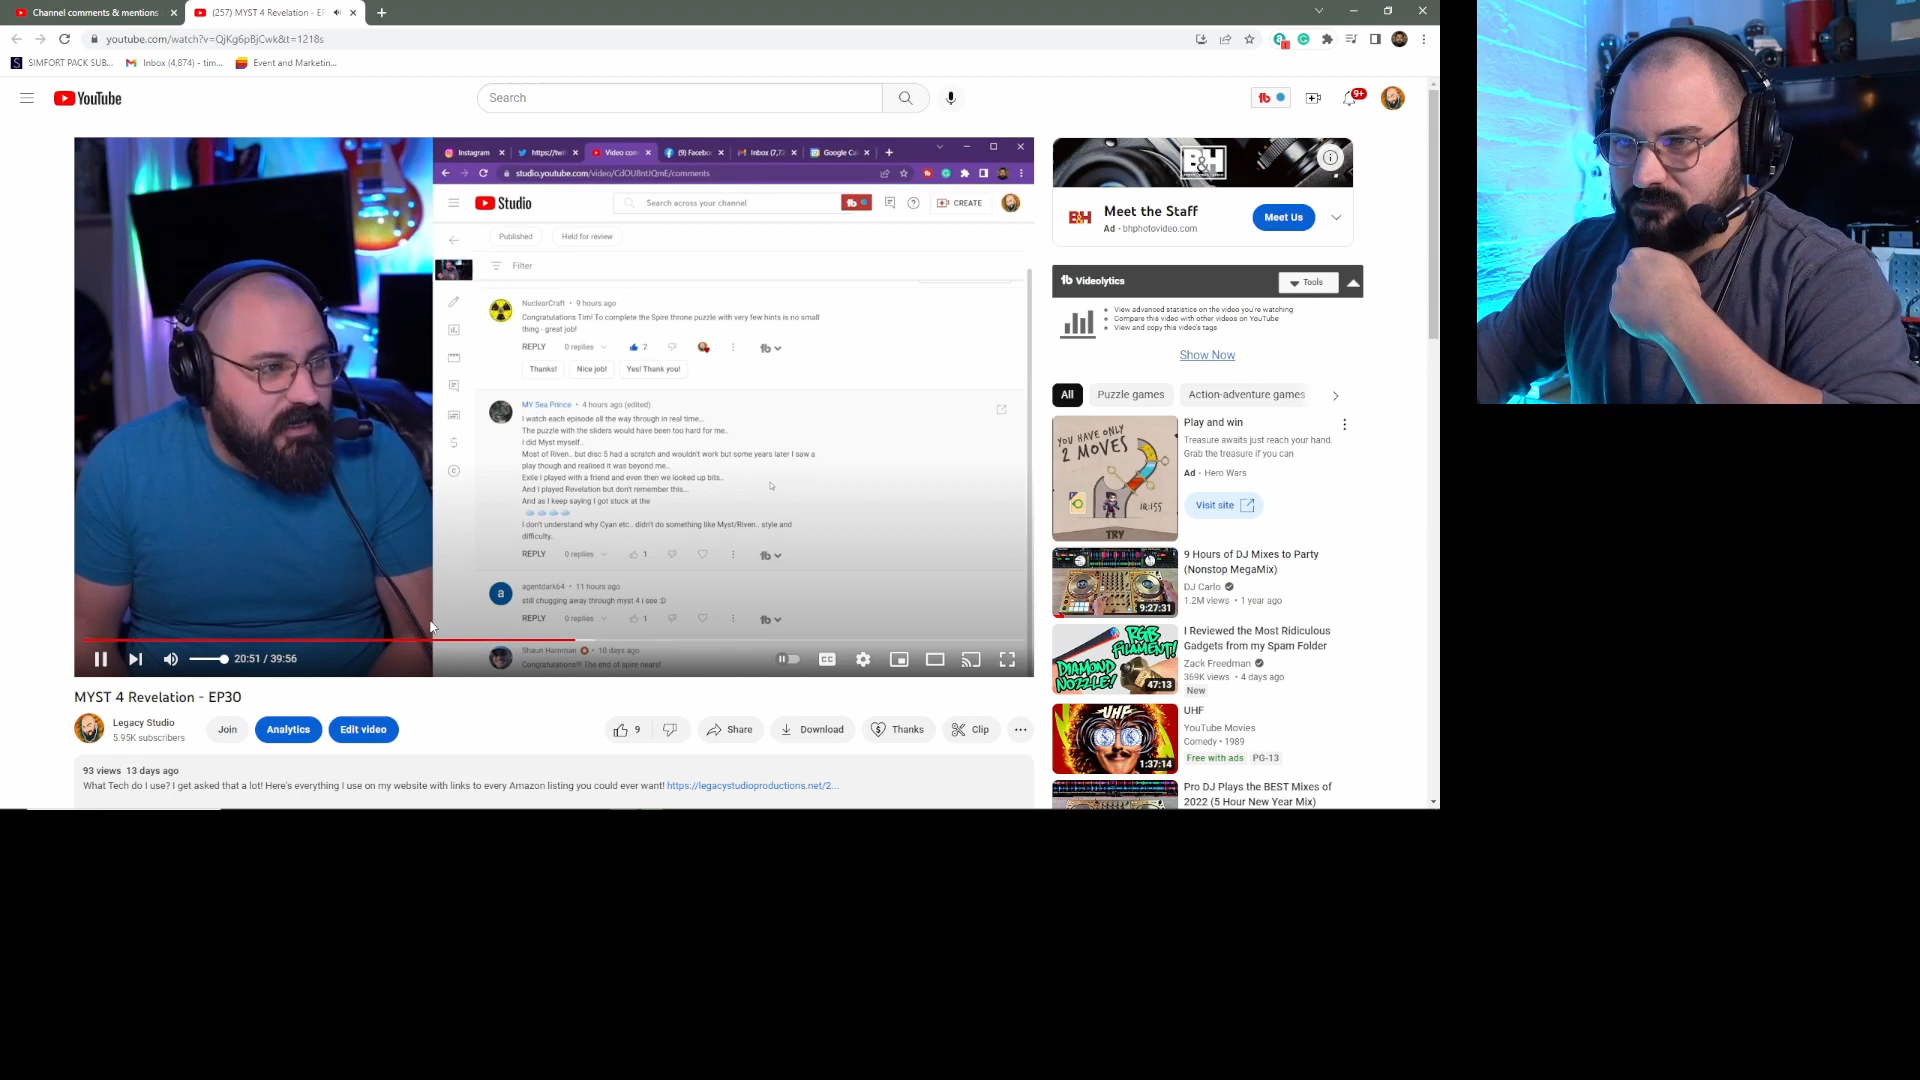 Channel comments & mentions
(257) MYST 4 Revelation - EP
youtube.com/watch?v=QjKg6pBjCwk&t=1218s
SIMFORT PACK SUB...
Inbox (4,874) - tim...
Event and Marketin...
YouTube
Search
9+
Instagram
https://twi
Video con
(9) Facebo
Inbox (7,72
Google Ca
studio.youtube.com/video/CdOU8ntJQmE/comments
Studio
Search across your channel
CREATE
Published
Held for review
Filter
NuclearCraft • 9 hours ago
Congratulations Tim! To complete the Spire throne puzzle with very few hints is no small
thing - great job!
REPLY
0 replies
2
Thanks!
Nice job!
Yes! Thank you!
MY Sea Prince • 4 hours ago (edited)
I watch each episode all the way through in real time...
The puzzle with the sliders would have been too hard for me..
I did Myst myself..
Most of Riven.. but disc 5 had a scratch and wouldn't work but some years later I saw a
play though and realised it was beyond me..
Exile I played with a friend and even then we looked up bits..
And I played Revelation but don't remember this...
And as I keep saying I got stuck at the
I don't understand why Cyan etc.. didn't do something like Myst/Riven.. style and
difficulty..
REPLY
0 replies
1
agentdark64 • 11 hours ago
still chugging away through myst 4 i see :D
REPLY
0 replies
1
Shaun Hamman
10 days ago
Congratulations!!! The end of spire nears!
20:51 / 39:56
CC
MYST 4 Revelation - EP30
Legacy Studio
5.95K subscribers
Join
Analytics
Edit video
9
Share
Download
Thanks
Clip
93 views 13 days ago
What Tech do I use? I get asked that a lot! Here's everything I use on my website with links to every Amazon listing you could ever want! https://legacystudioproductions.net/2...
B&H
B&H
Meet the Staff
Ad • bhphotovideo.com
Meet Us
Videolytics
Tools
View advanced statistics on the video you're watching
Compare this video with other videos on YouTube
View and copy this video's tags
Show Now
All
Puzzle games
Action-adventure games
YOU HAVE ONLY
2 MOVES
IQ:155
TRY
Play and win
Treasure awaits just reach your hand.
Grab the treasure if you can
Ad • Hero Wars
Visit site
9:27:31
9 Hours of DJ Mixes to Party
(Nonstop MegaMix)
DJ Carlo
1.2M views • 1 year ago
RGB
FILAMENT!
DIAMOND
NOZZLE!
47:13
I Reviewed the Most Ridiculous
Gadgets from my Spam Folder
Zack Freedman
369K views • 4 days ago
New
UHF
1:37:14
UHF
YouTube Movies
Comedy • 1989
Free with ads
PG-13
Pro DJ Plays the BEST Mixes of
2022 (5 Hour New Year Mix)